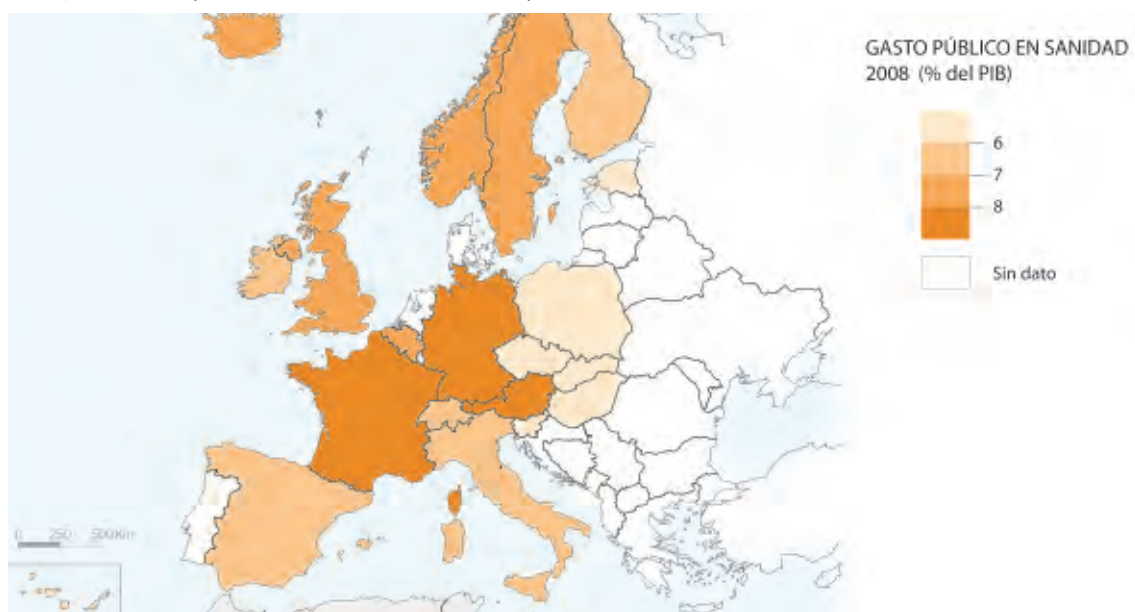 GASTO PÚBLICO EN SANIDAD
2008 (% del PIB)
6
7
8
Sin dato
0 250 500Km